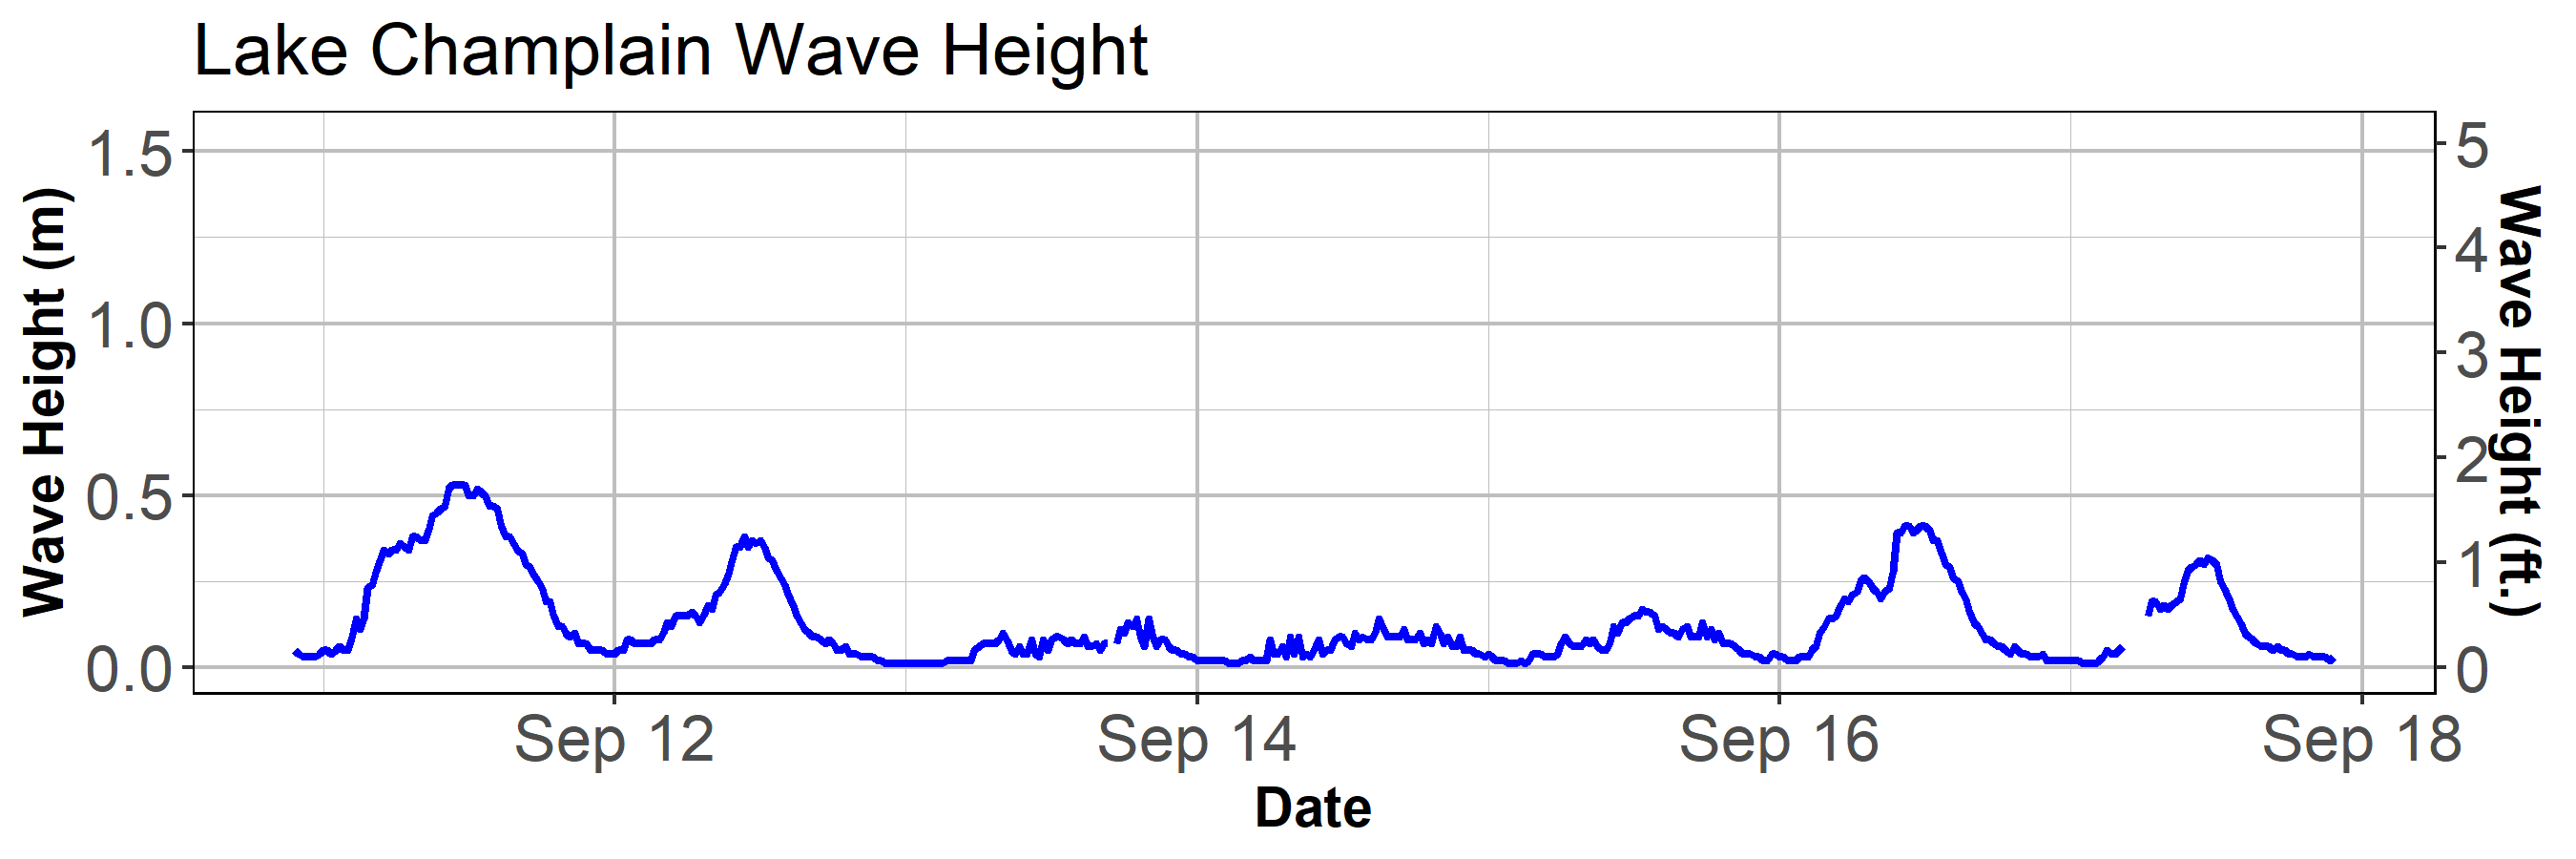 Lake Champlain Wave Height
Wave Height (m)
1.5
1.0
0.5
0.0
5
4
3
2
1
0
Wave Height (ft.)
Sep 12
Sep 14
Sep 16
Sep 18
Date